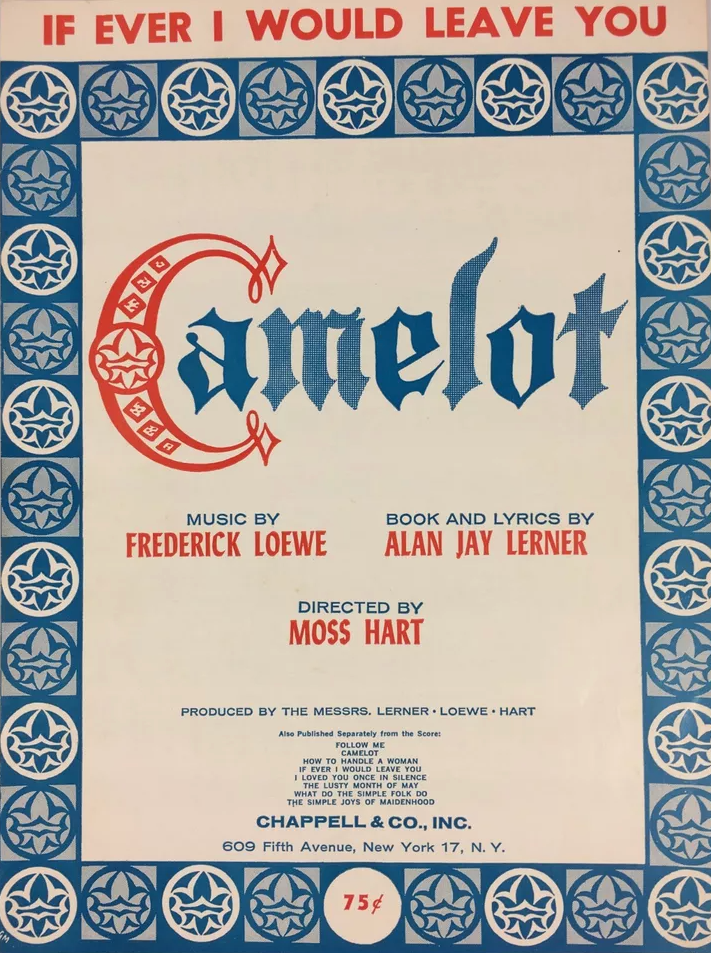 IF EVER I WOULD LEAVE YOU
Camelot
MUSIC BY
FREDERICK LOEWE
BOOK AND LYRICS BY
ALAN JAY LERNER
DIRECTED BY
MOSS HART
PRODUCED BY THE MESSRS. LERNER • LOEWE • HART
Also Published Separately from the Score:
FOLLOW ME
CAMELOT
HOW TO HANDLE A WOMAN
IF EVER I WOULD LEAVE YOU
I LOVED YOU ONCE IN SILENCE
THE LUSTY MONTH OF MAY
WHAT DO THE SIMPLE FOLK DO
THE SIMPLE JOYS OF MAIDENHOOD
CHAPPELL & CO., INC.
609 Fifth Avenue, New York 17, N. Y.
75¢